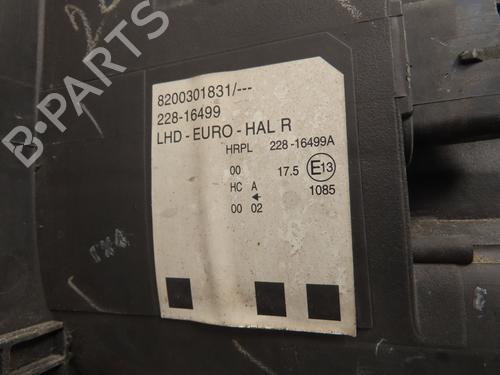 B-PARTS
8200301831/---
228-16499
LHD - EURO - HAL R
HRPL 228-16499A
00 17.5 E13
HC A 1085
00 02